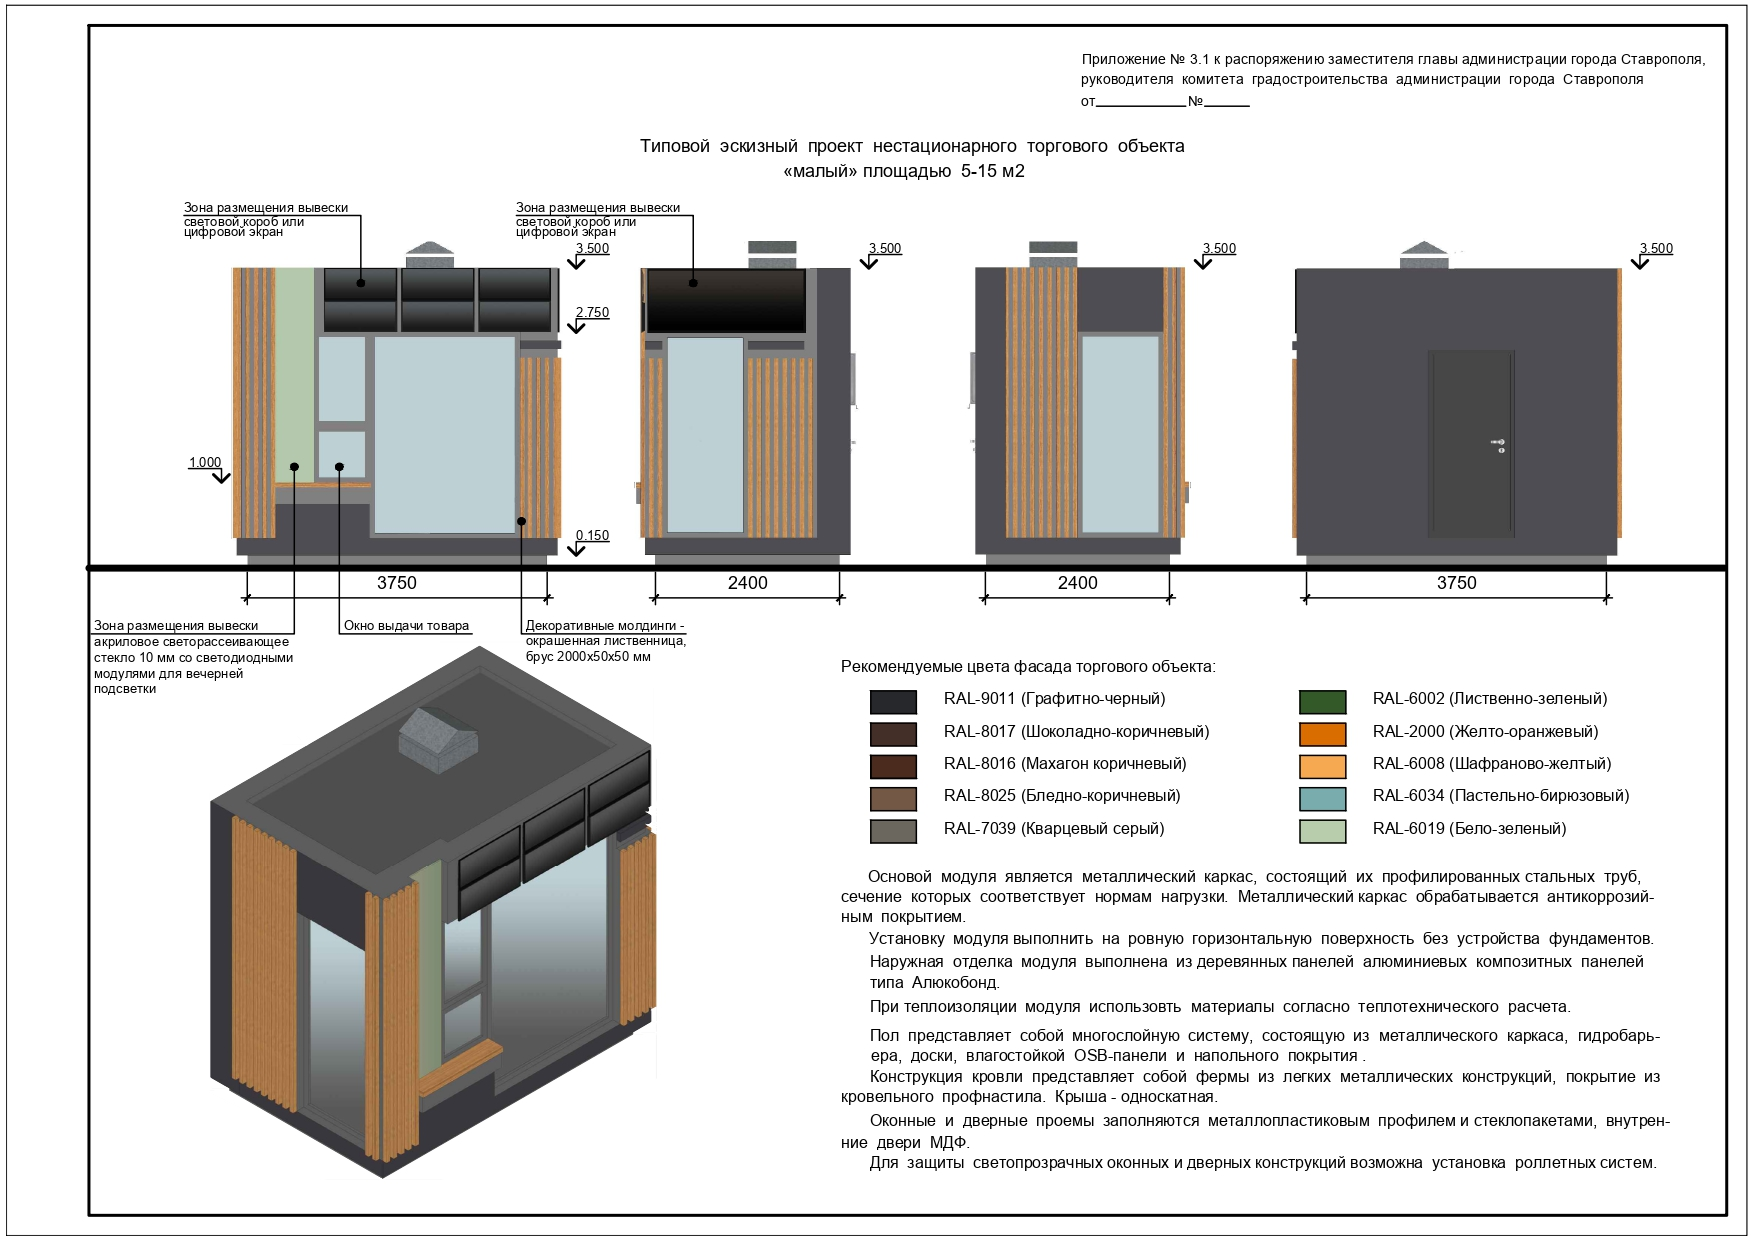 Приложение № 3.1 к распоряжению заместителя главы администрации города Ставрополя,
руководителя комитета градостроительства администрации города Ставрополя
от №
Типовой эскизный проект нестационарного торгового объекта
«малый» площадью 5-15 м2
Зона размещения вывески
световой короб или
цифровой экран
Зона размещения вывески
световой короб или
цифровой экран
3.500
3.500
3.500
3.500
2.750
1.000
0.150
3750
2400
2400
3750
Зона размещения вывески
акриловое светорассеивающее
стекло 10 мм со светодиодными
модулями для вечерней
подсветки
Окно выдачи товара
Декоративные молдинги -
окрашенная лиственница,
брус 2000x50x50 мм
Рекомендуемые цвета фасада торгового объекта:
RAL-9011 (Графитно-черный)
RAL-8017 (Шоколадно-коричневый)
RAL-8016 (Махагон коричневый)
RAL-8025 (Бледно-коричневый)
RAL-7039 (Кварцевый серый)
RAL-6002 (Лиственно-зеленый)
RAL-2000 (Желто-оранжевый)
RAL-6008 (Шафраново-желтый)
RAL-6034 (Пастельно-бирюзовый)
RAL-6019 (Бело-зеленый)
Основой модуля является металлический каркас, состоящий их профилированных стальных труб,
сечение которых соответствует нормам нагрузки. Металлический каркас обрабатывается антикоррозий-
ным покрытием.
Установку модуля выполнить на ровную горизонтальную поверхность без устройства фундаментов.
Наружная отделка модуля выполнена из деревянных панелей алюминиевых композитных панелей
типа Алюкобонд.
При теплоизоляции модуля использовть материалы согласно теплотехнического расчета.
Пол представляет собой многослойную систему, состоящую из металлического каркаса, гидробарь-
ера, доски, влагостойкой OSB-панели и напольного покрытия .
Конструкция кровли представляет собой фермы из легких металлических конструкций, покрытие из
кровельного профнастила. Крыша - односкатная.
Оконные и дверные проемы заполняются металлопластиковым профилем и стеклопакетами, внутрен-
ние двери МДФ.
Для защиты светопрозрачных оконных и дверных конструкций возможна установка роллетных систем.